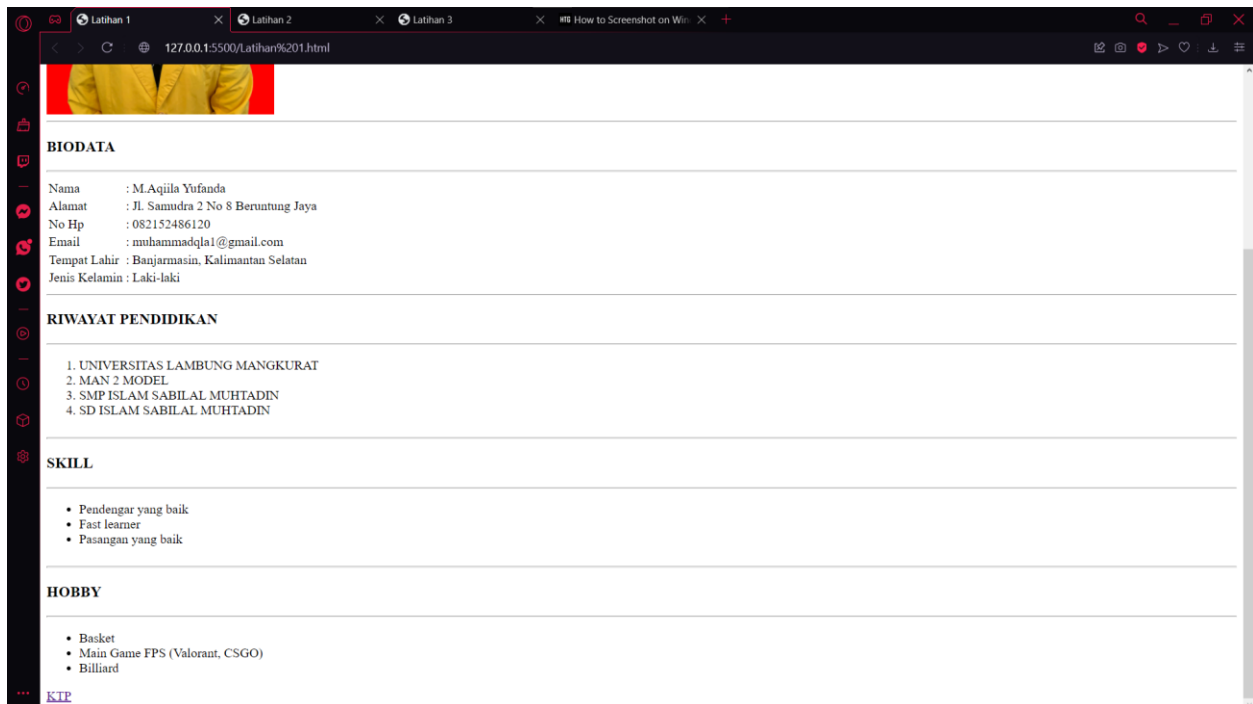 Latihan 1
Latihan 2
Latihan 3
HTG How to Screenshot on Win
127.0.0.1:5500/Latihan%201.html
BIODATA
Nama : M.Aqiila Yufanda
Alamat : Jl. Samudra 2 No 8 Beruntung Jaya
No Hp : 082152486120
Email : muhammadqla1@gmail.com
Tempat Lahir : Banjarmasin, Kalimantan Selatan
Jenis Kelamin : Laki-laki
RIWAYAT PENDIDIKAN
1. UNIVERSITAS LAMBUNG MANGKURAT
2. MAN 2 MODEL
3. SMP ISLAM SABILAL MUHTADIN
4. SD ISLAM SABILAL MUHTADIN
SKILL
• Pendengar yang baik
• Fast learner
• Pasangan yang baik
HOBBY
• Basket
• Main Game FPS (Valorant, CSGO)
• Billiard
KTP